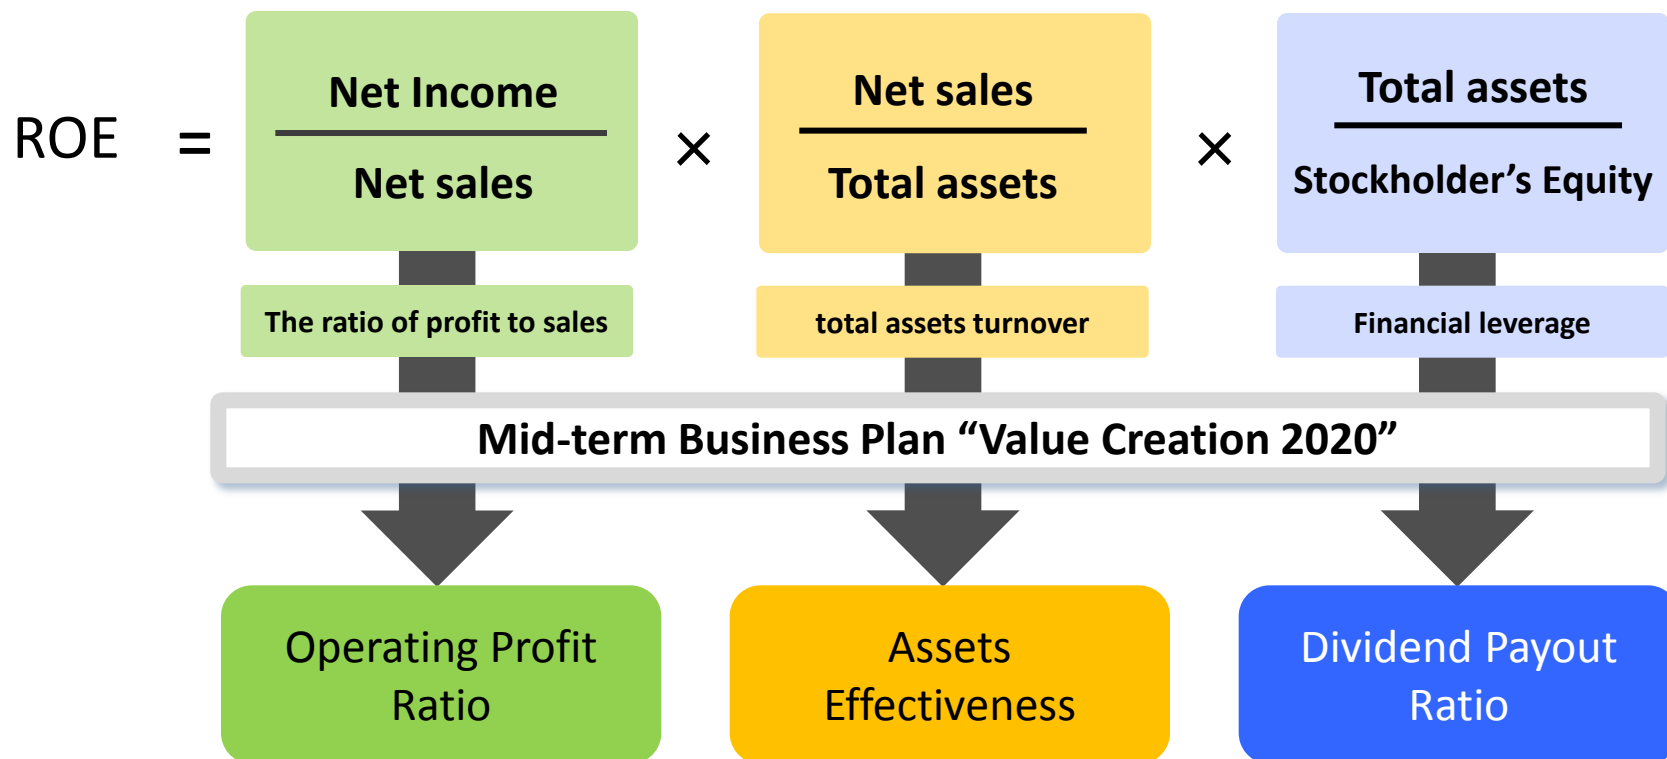 ROE =
Net Income
Net sales
×
Net sales
Total assets
×
Total assets
Stockholder’s Equity
The ratio of profit to sales
total assets turnover
Financial leverage
Mid-term Business Plan “Value Creation 2020”
Operating Profit
Ratio
Assets
Effectiveness
Dividend Payout
Ratio